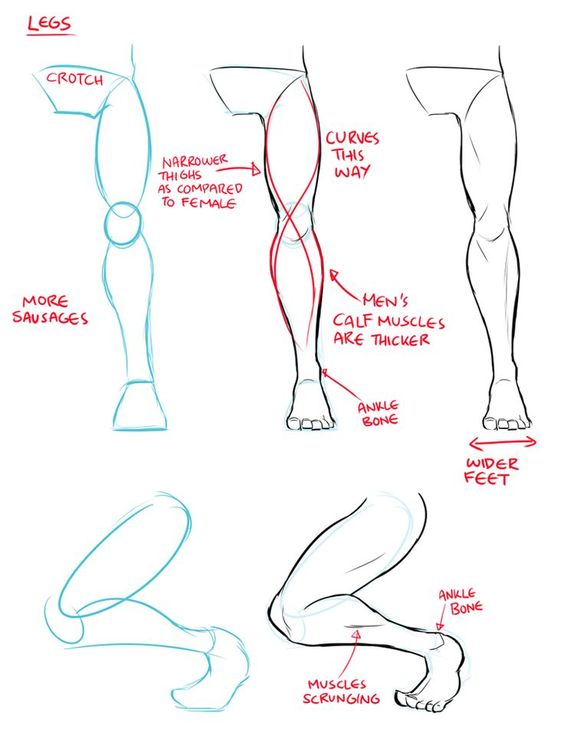 LEGS
CROTCH
NARROWER
THIGHS
AS COMPARED
TO FEMALE
CURVES
THIS
WAY
MORE
SAUSAGES
MEN'S
CALF MUSCLES
ARE THICKER
ANKLE
BONE
WIDER
FEET
ANKLE
BONE
MUSCLES
SCRUNGING